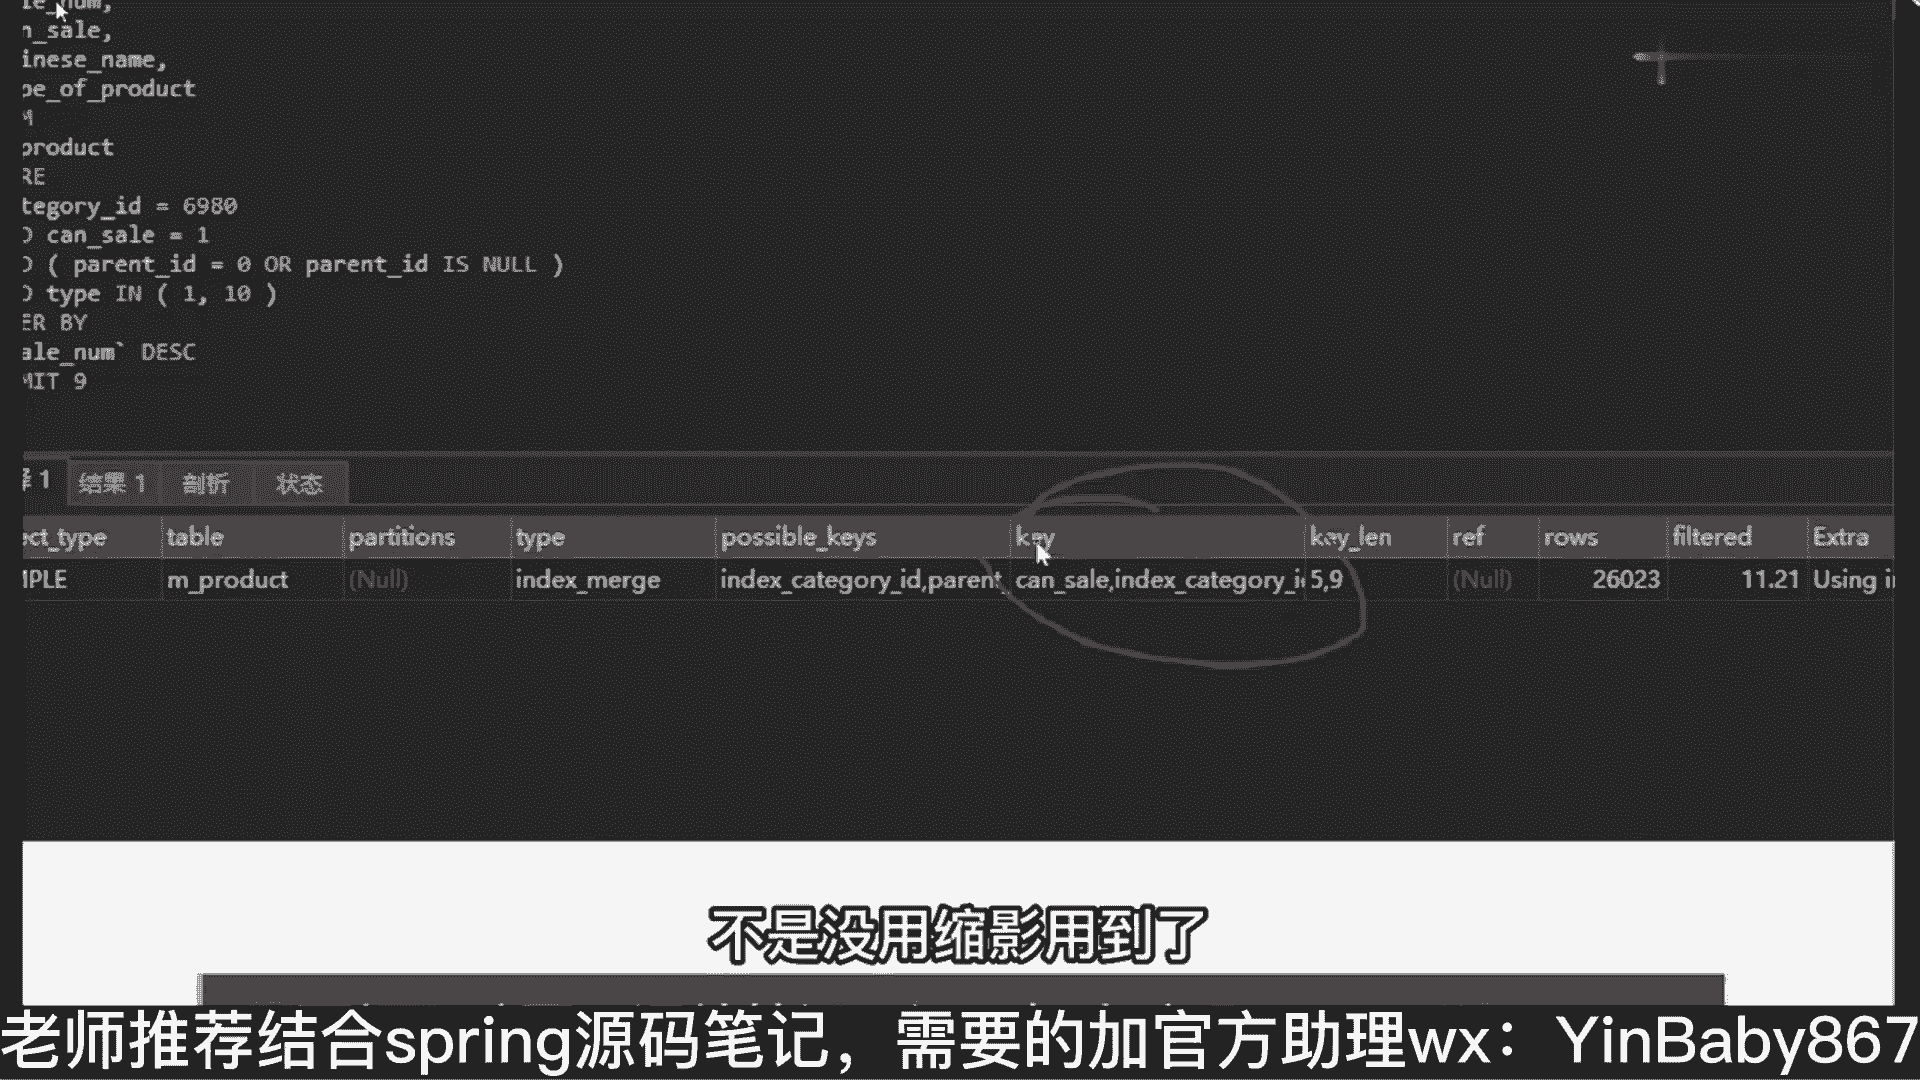 le_num,
n_sale,
inese_name,
pe_of_product
M
product
RE
tegory_id = 6980
D can_sale = 1
D ( parent_id = 0 OR parent_id IS NULL )
D type IN ( 1, 10 )
ER BY
ale_num` DESC
MIT 9
1 结果 1 剖析 状态
ct_type table partitions type possible_keys key key_len ref rows filtered Extra
MPLE m_product (Null) index_merge index_category_id,parent_ can_sale,index_category_i 5,9 (Null) 26023 11.21 Using i
不是没用缩影用到了
老师推荐结合spring源码笔记，需要的加官方助理wx：YinBaby867